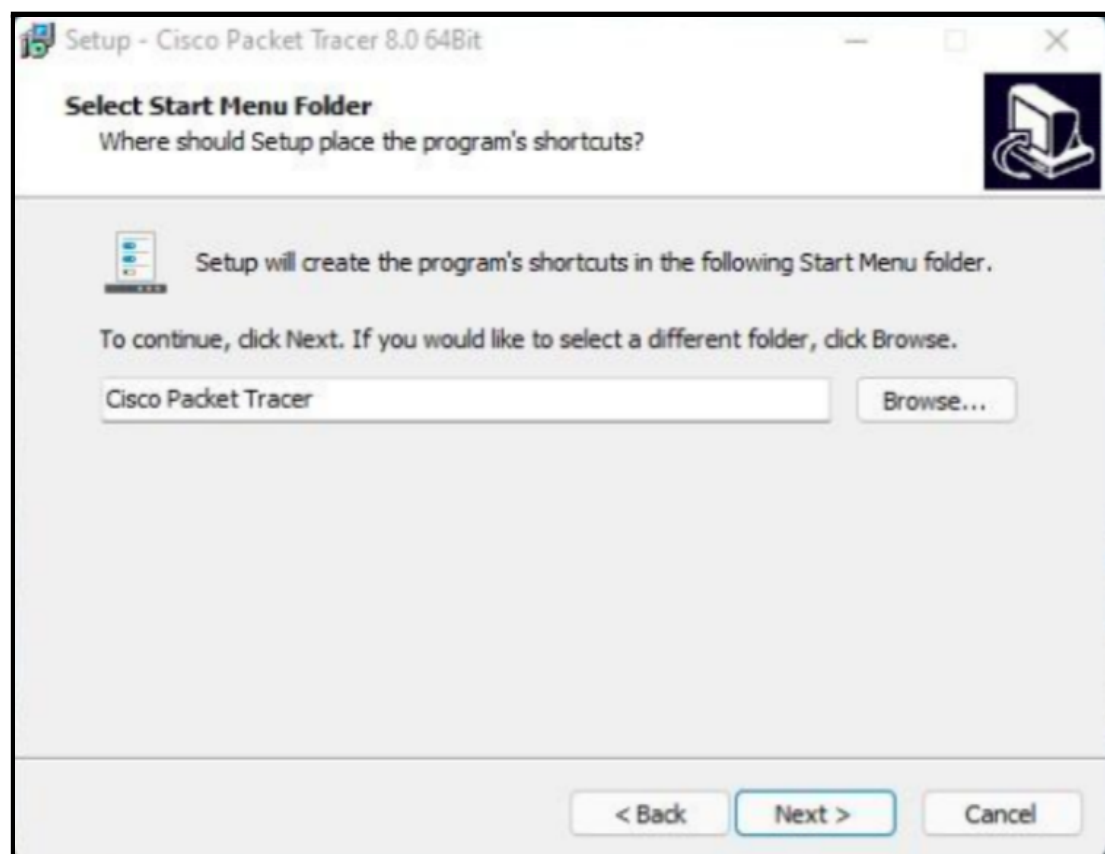 Setup - Cisco Packet Tracer 8.0 64Bit
Select Start Menu Folder
Where should Setup place the program's shortcuts?
Setup will create the program's shortcuts in the following Start Menu folder.
To continue, click Next. If you would like to select a different folder, click Browse.
Cisco Packet Tracer
Browse...
< Back
Next >
Cancel